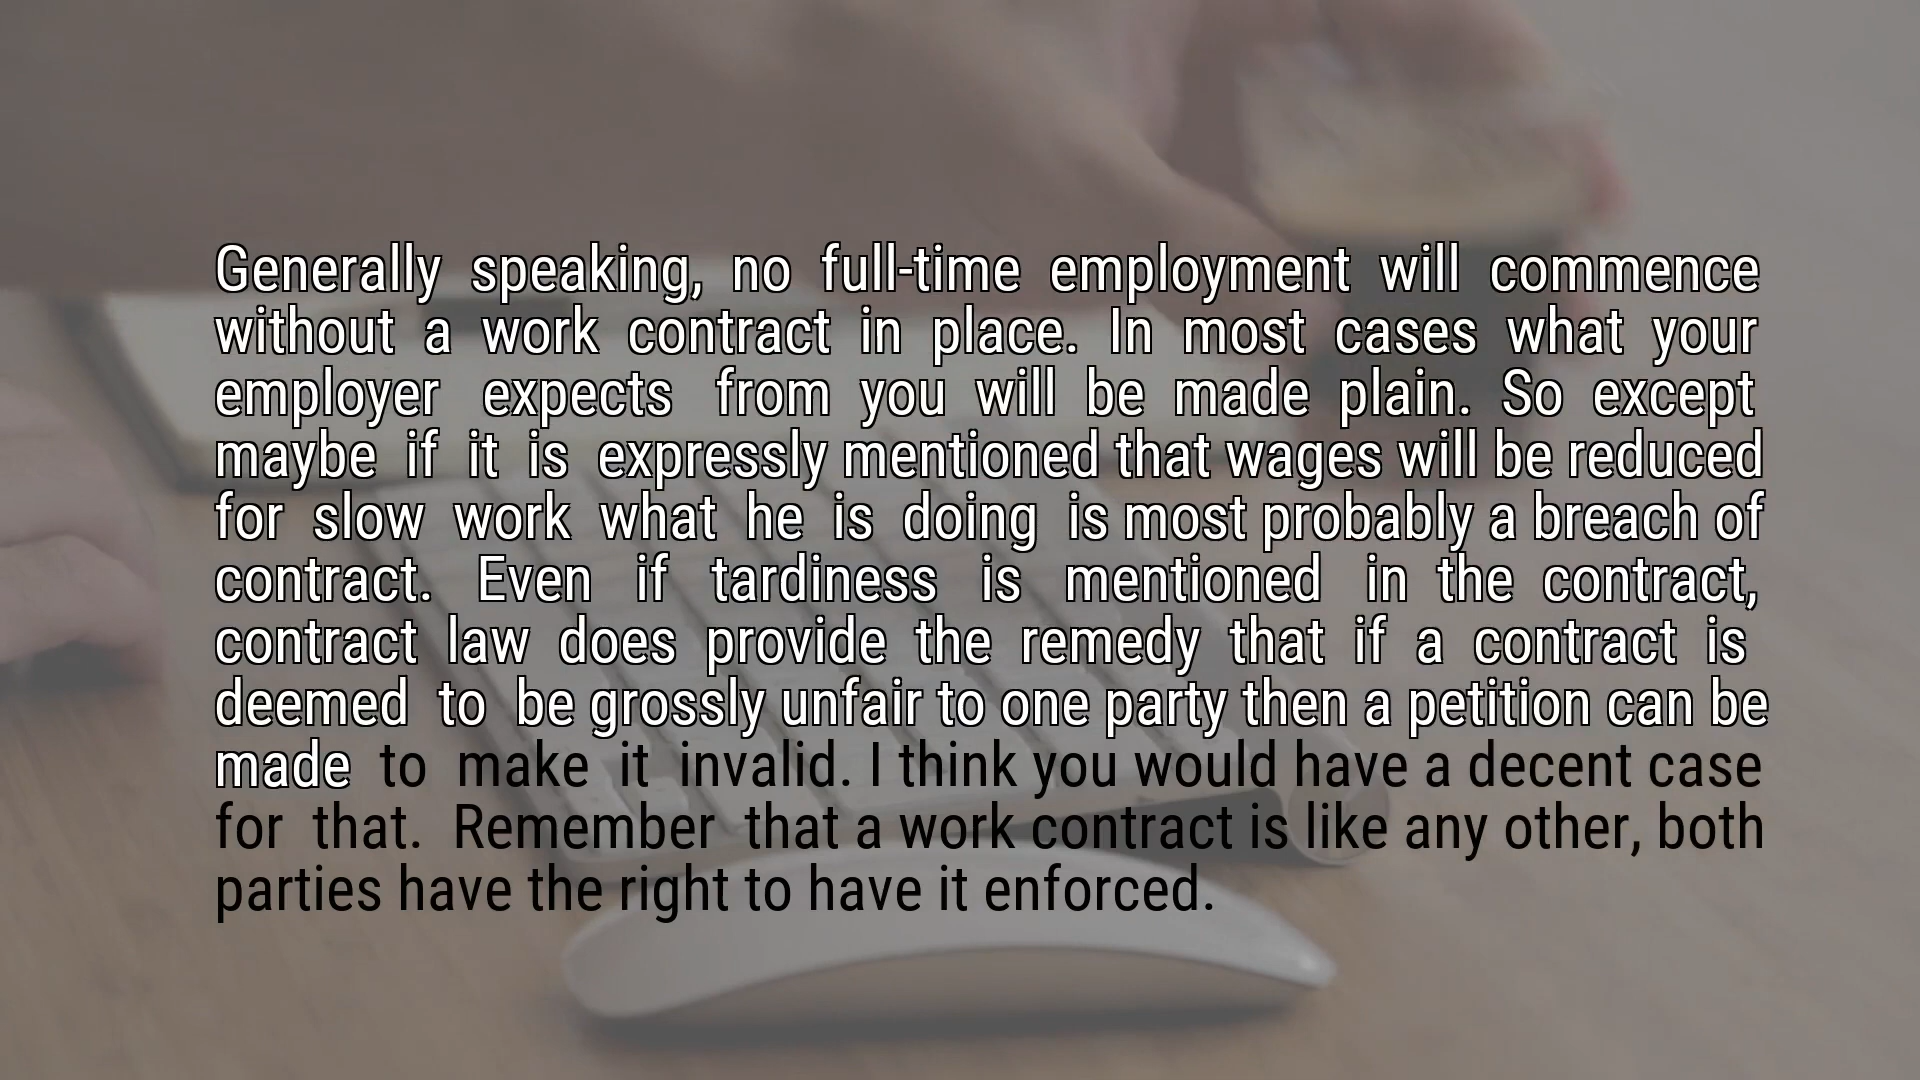 Generally speaking, no full-time employment will commence
without a work contract in place. In most cases what your
employer expects from you will be made plain. So except
maybe if it is expressly mentioned that wages will be reduced
for slow work what he is doing is most probably a breach of
contract. Even if tardiness is mentioned in the contract,
contract law does provide the remedy that if a contract is
deemed to be grossly unfair to one party then a petition can be
made to make it invalid. I think you would have a decent case
for that. Remember that a work contract is like any other, both
parties have the right to have it enforced.